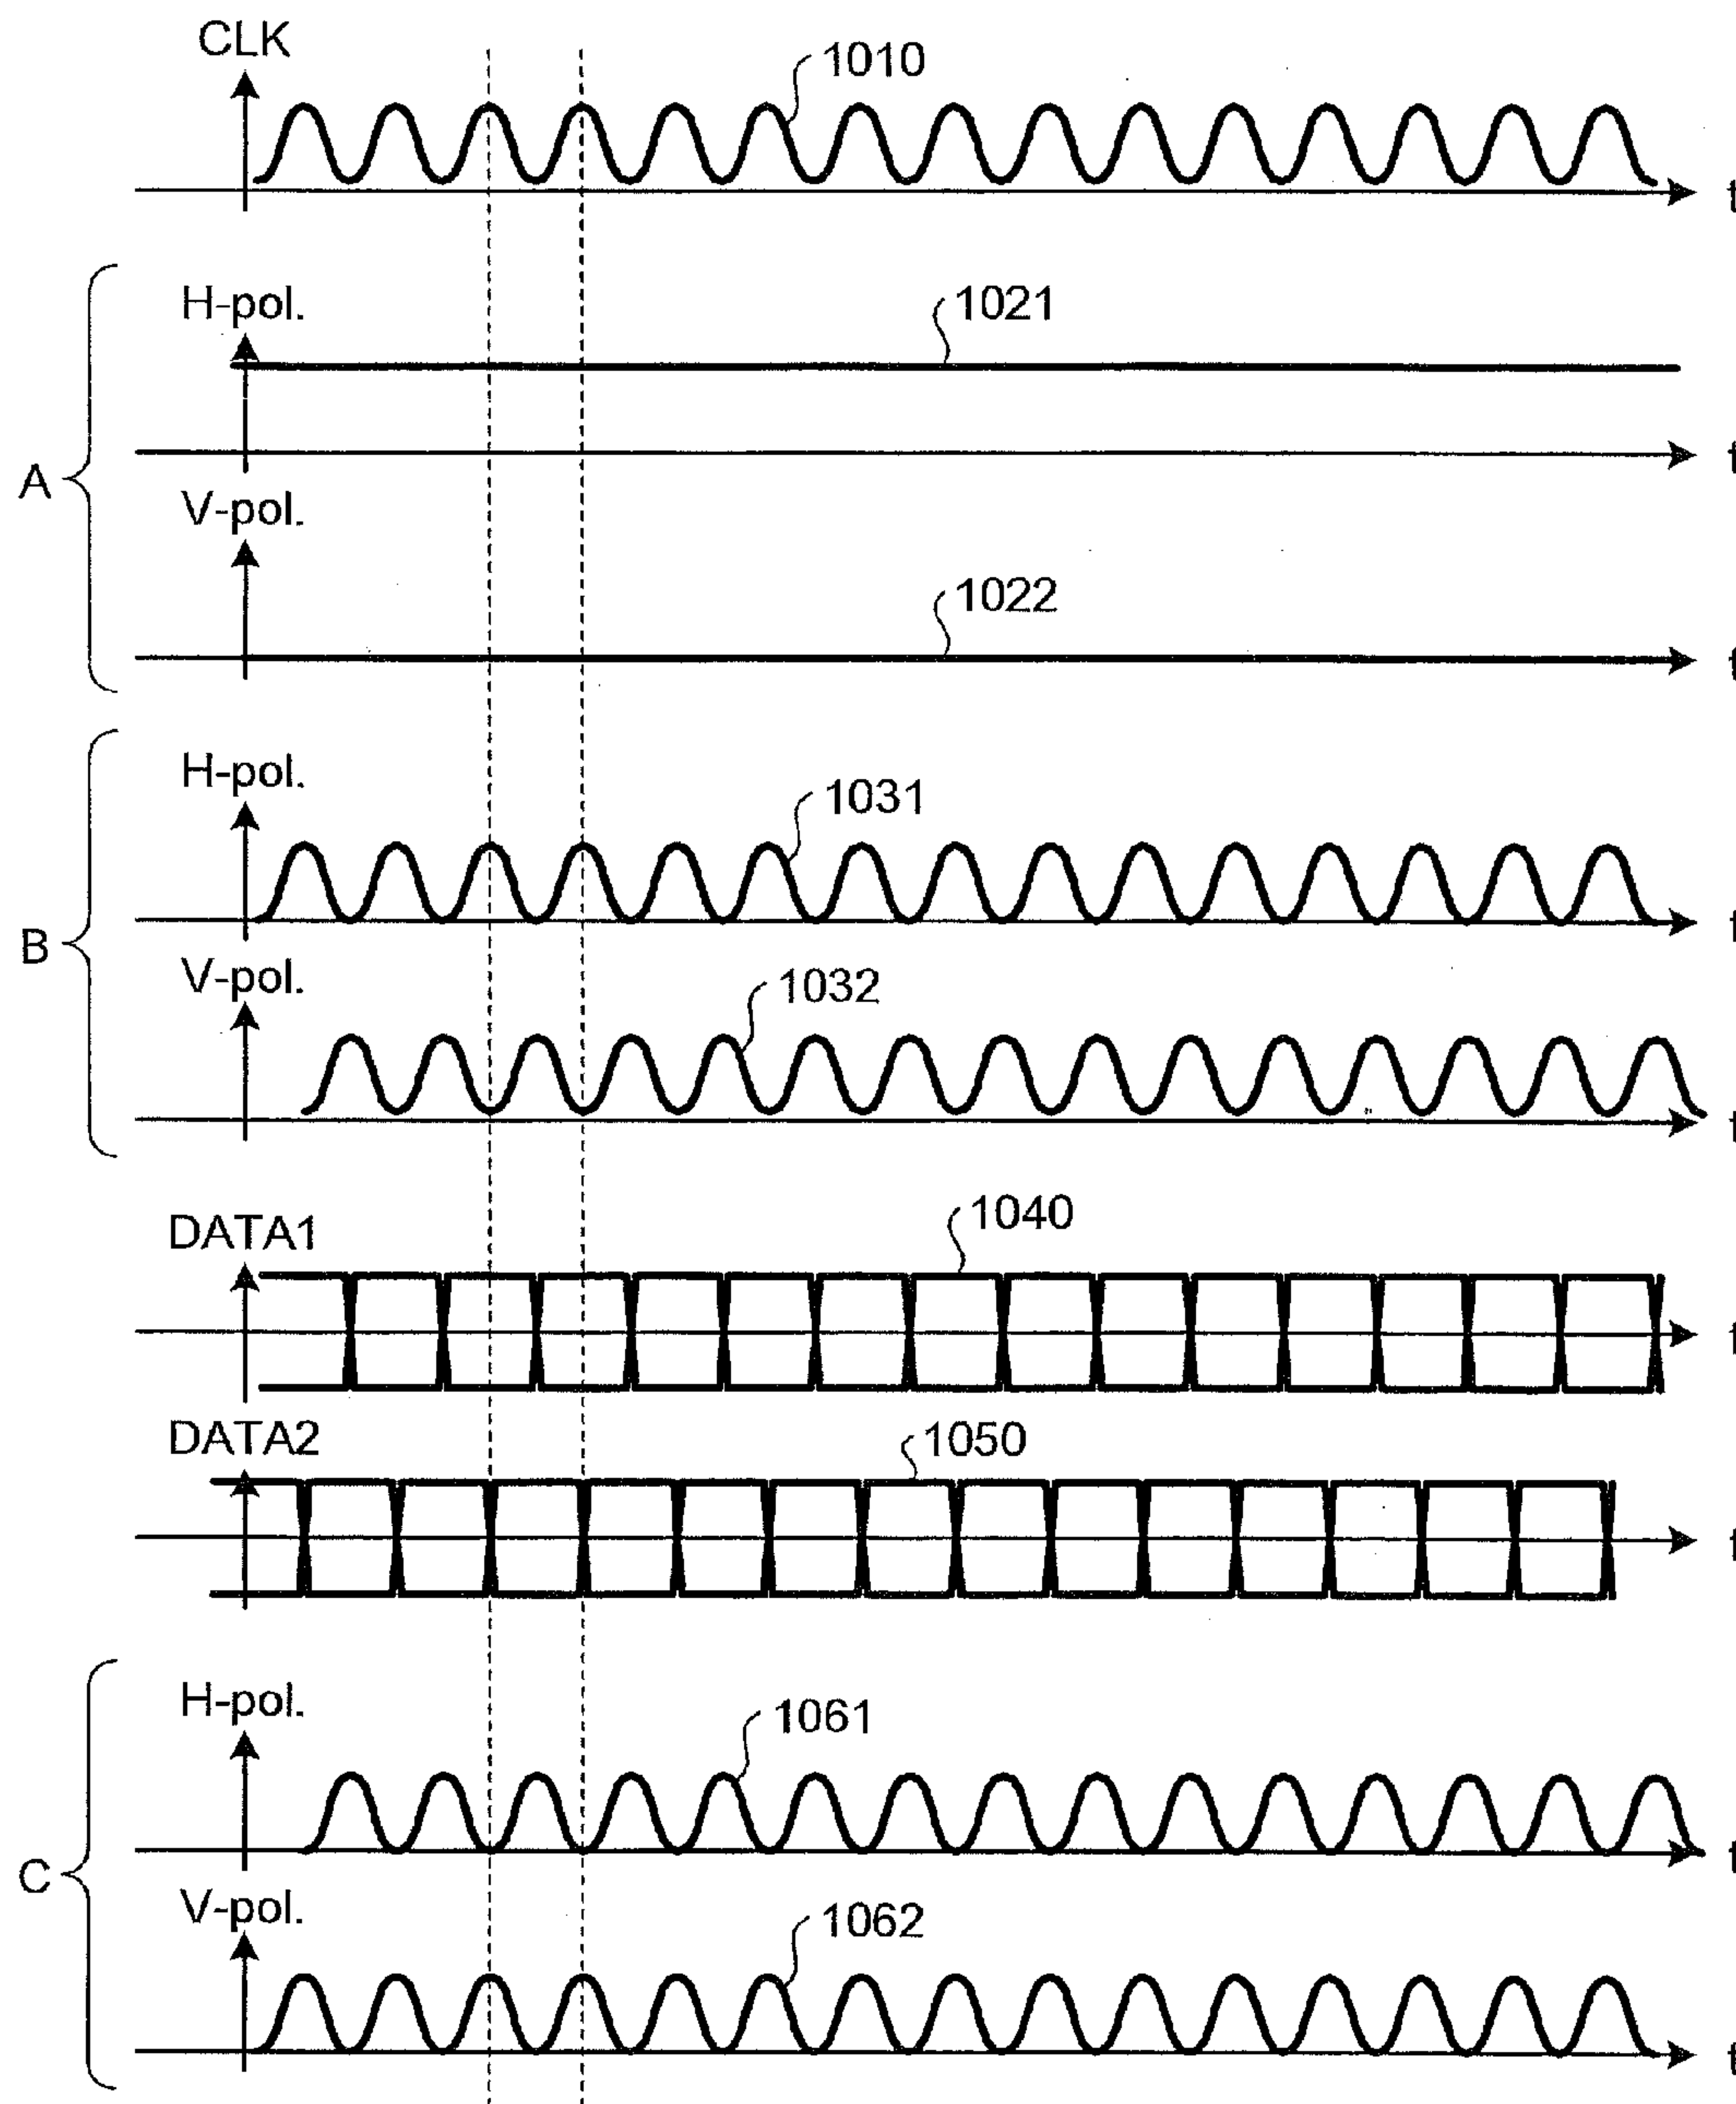 CLK
1010
t
A
H-pol.
1021
t
V-pol.
1022
t
B
H-pol.
1031
t
V-pol.
1032
t
DATA1
1040
t
DATA2
1050
t
C
H-pol.
1061
t
V-pol.
1062
t